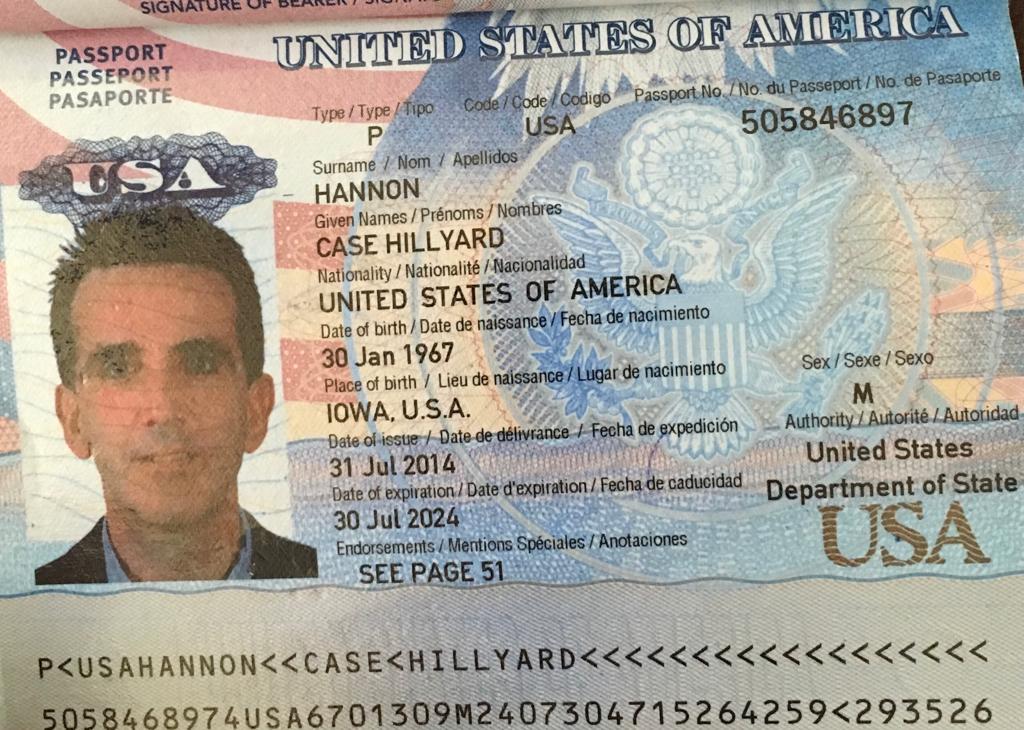 SIGNATURE OF BEARER /
PASSPORT
PASSEPORT
PASAPORTE
UNITED STATES OF AMERICA
Type / Type / Tipo Code / Code / Codigo Passport No. / No. du Passeport / No. de Pasaporte
P USA 505846897
USA
Surname / Nom / Apellidos
HANNON
Given Names / Prénoms / Nombres
CASE HILLYARD
Nationality / Nationalité / Nacionalidad
UNITED STATES OF AMERICA
Date of birth / Date de naissance / Fecha de nacimiento
30 Jan 1967
Place of birth / Lieu de naissance / Lugar de nacimiento Sex / Sexe / Sexo
IOWA, U.S.A. M
Date of issue / Date de délivrance / Fecha de expedición Authority / Autorité / Autoridad
31 Jul 2014 United States
Date of expiration / Date d'expiration / Fecha de caducidad Department of State
30 Jul 2024 USA
Endorsements / Mentions Spéciales / Anotaciones
SEE PAGE 51
P<USAHANNON<<CASE<HILLYARD<<<<<<<<<<<<<<<<<<
5058468974USA6701309M2407304715264259<293526